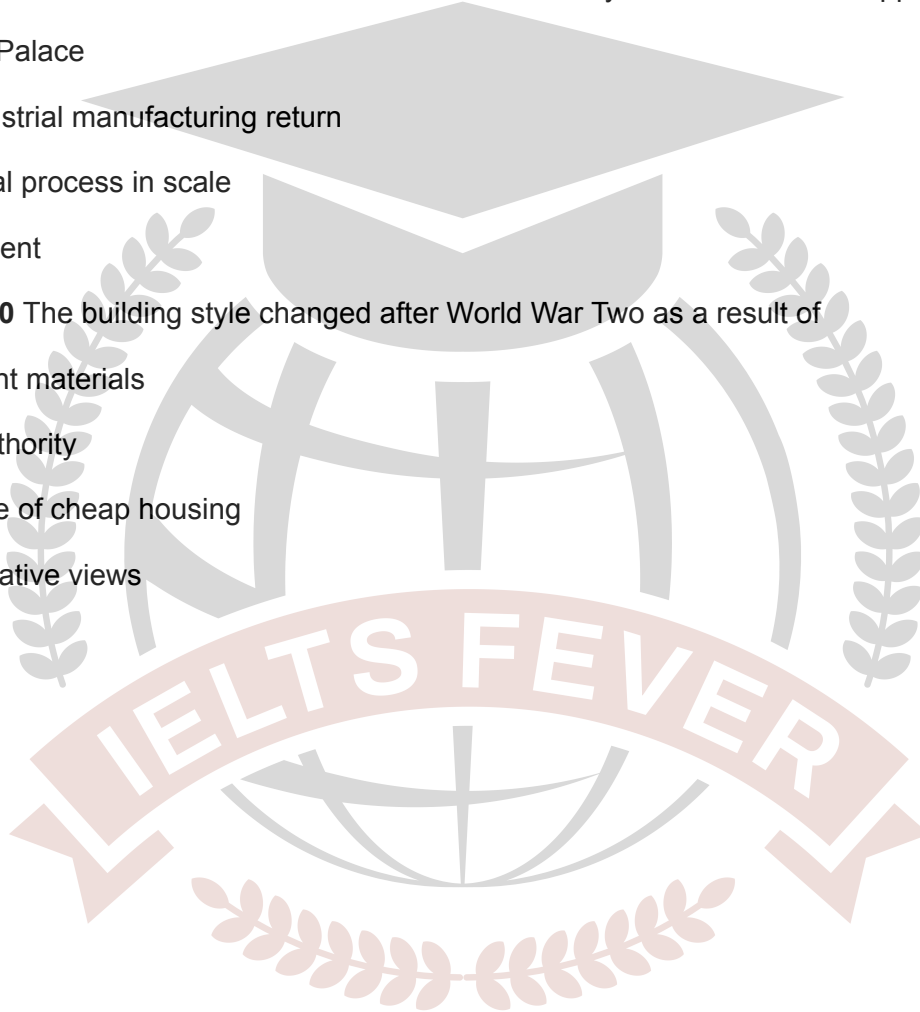 Palace
strial manufacturing return
al process in scale
ent
0 The building style changed after World War Two as a result of
nt materials
thority
e of cheap housing
ative views
IELTS FEVER